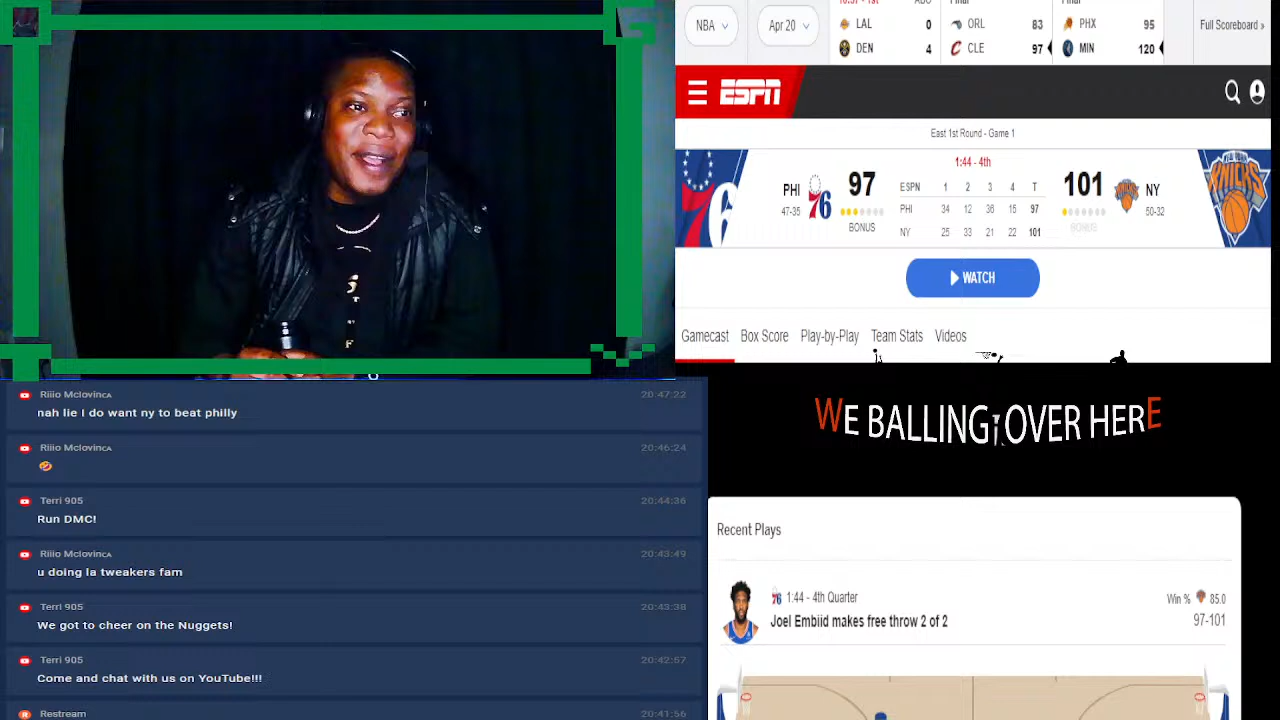 NBA
Apr 20
LAL 0
DEN 4
ORL 83
CLE 97
PHX 95
MIN 120
Full Scoreboard »
ESPN
East 1st Round - Game 1
1:44 - 4th
PHI
47-35
76
97
BONUS
ESPN 1 2 3 4 T
PHI 34 12 36 15 97
NY 25 33 21 22 101
101
BONUS
NY
50-32
KNICKS
WATCH
Gamecast Box Score Play-by-Play Team Stats Videos
WE BALLING OVER HERE
Riiio Mclovinᴄᴀ 20:47:22
nah lie I do want ny to beat philly
Riiio Mclovinᴄᴀ 20:46:24
🤣
Terri 905 20:44:36
Run DMC!
Riiio Mclovinᴄᴀ 20:43:49
u doing la tweakers fam
Terri 905 20:43:38
We got to cheer on the Nuggets!
Terri 905 20:42:57
Come and chat with us on YouTube!!!
Restream 20:41:56
Recent Plays
76 1:44 - 4th Quarter
Joel Embiid makes free throw 2 of 2
Win % 85.0
97-101